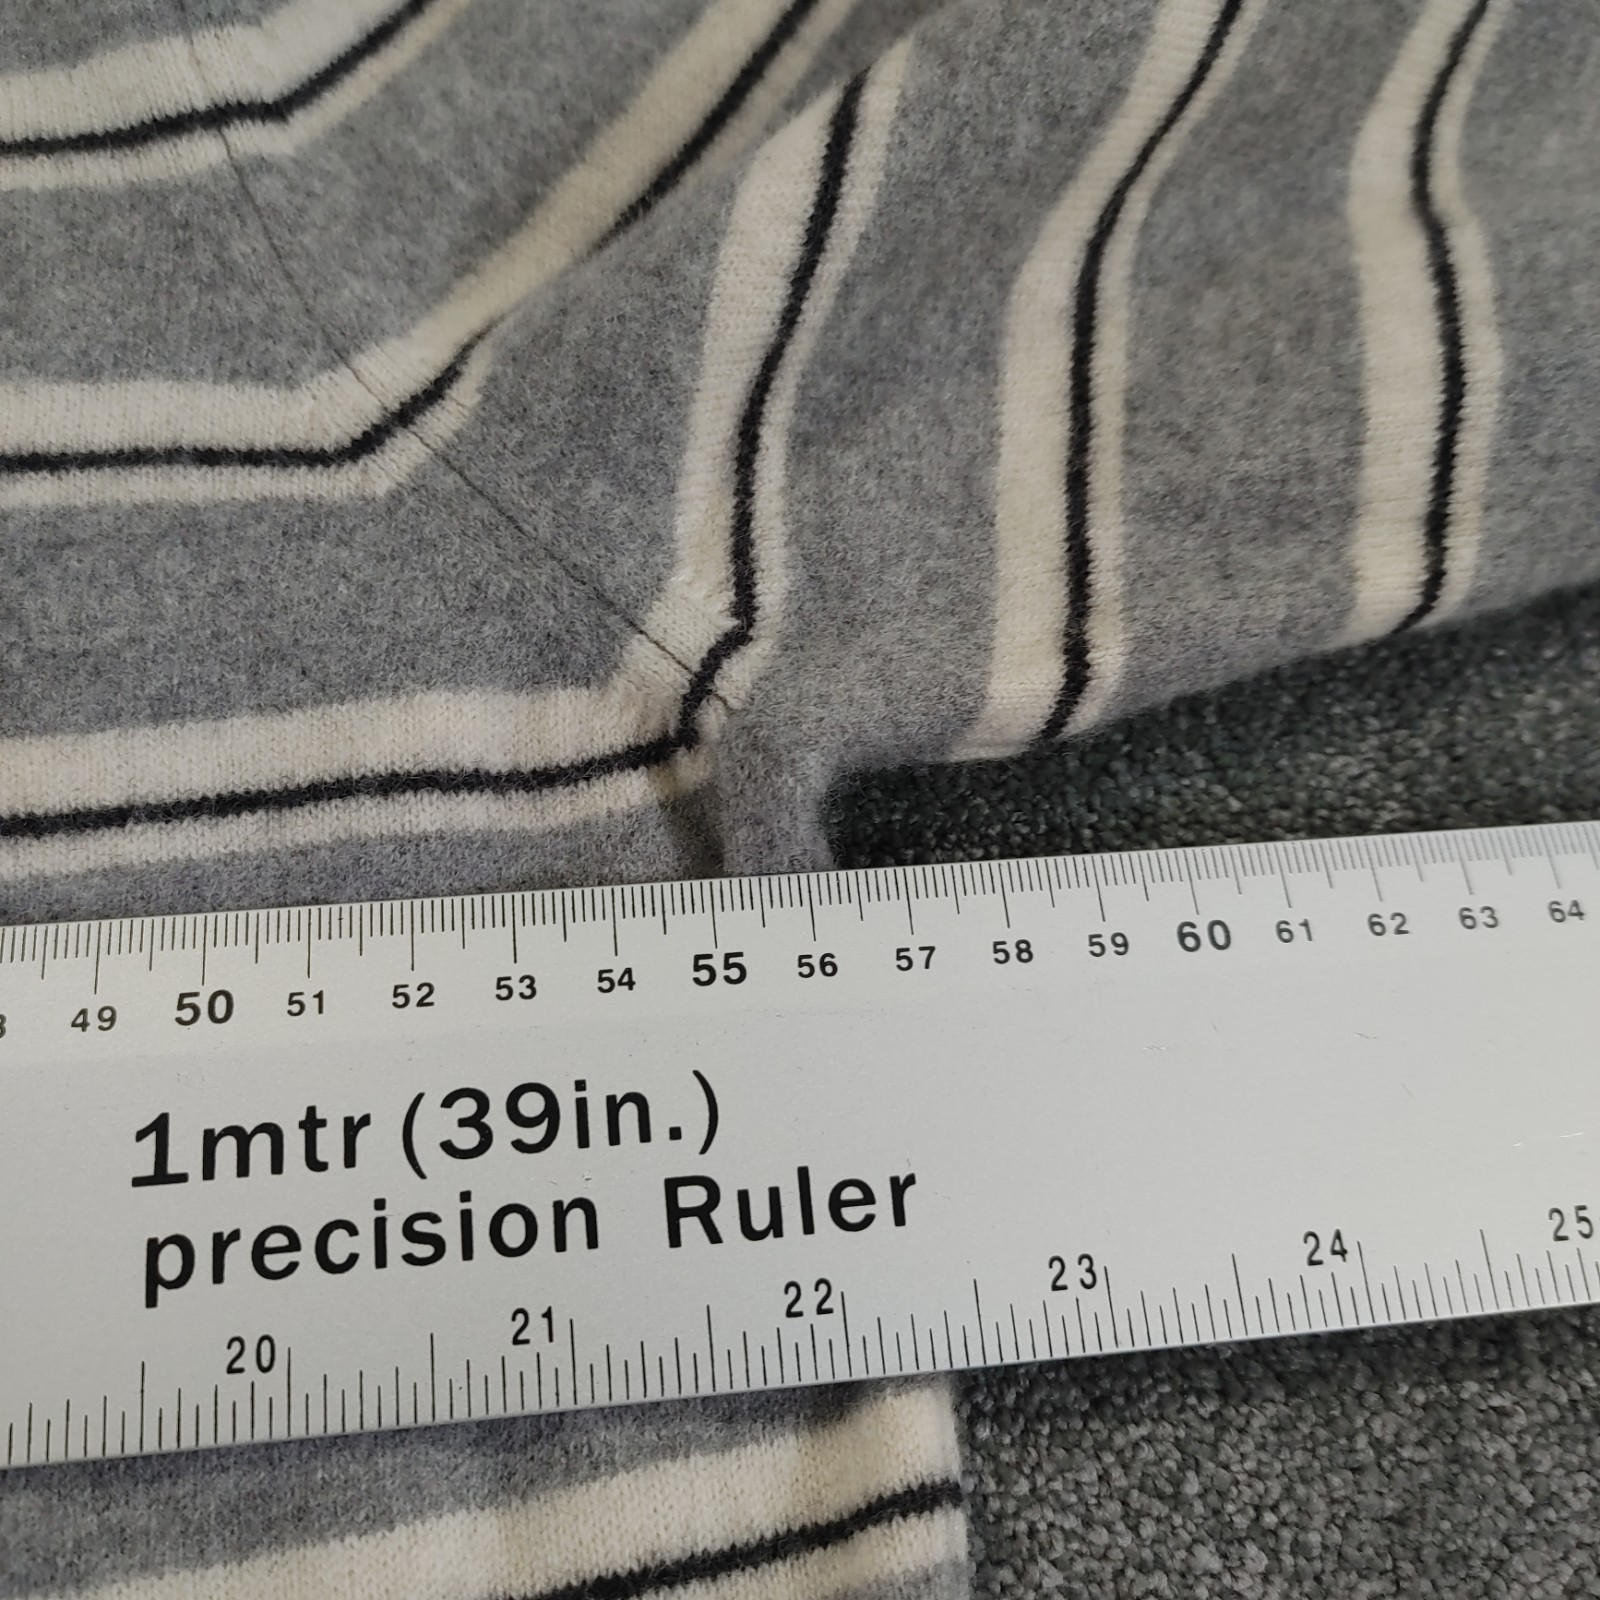 49 50 51 52 53 54 55 56 57 58 59 60 61 62 63 64
1mtr (39in.)
precision Ruler
20 21 22 23 24 25